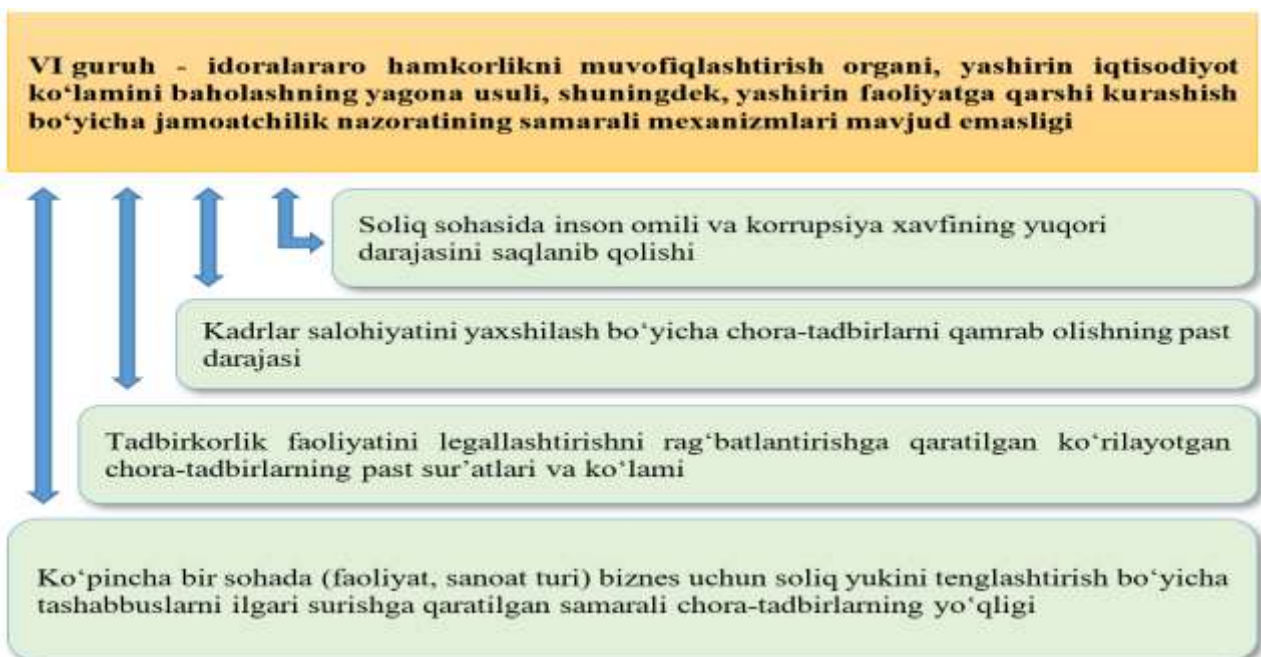 VI guruh - idoralararo hamkorlikni muvofiqlashtirish organi, yashirin iqtisodiyot
ko‘lamini baholashning yagona usuli, shuningdek, yashirin faoliyatga qarshi kurashish
bo‘yicha jamoatchilik nazoratining samarali mexanizmlari mavjud emasligi
Soliq sohasida inson omili va korrupsiya xavfining yuqori
darajasini saqlanib qolishi
Kadrlar salohiyatini yaxshilash bo‘yicha chora-tadbirlarni qamrab olishning past
darajasi
Tadbirkorlik faoliyatini legallashtirishni rag‘batlantirishga qaratilgan ko‘rilayotgan
chora-tadbirlarning past sur’atlari va ko‘lami
Ko‘pincha bir sohada (faoliyat, sanoat turi) biznes uchun soliq yukini tenglashtirish bo‘yicha
tashabbuslarni ilgari surishga qaratilgan samarali chora-tadbirlarning yo‘qligi